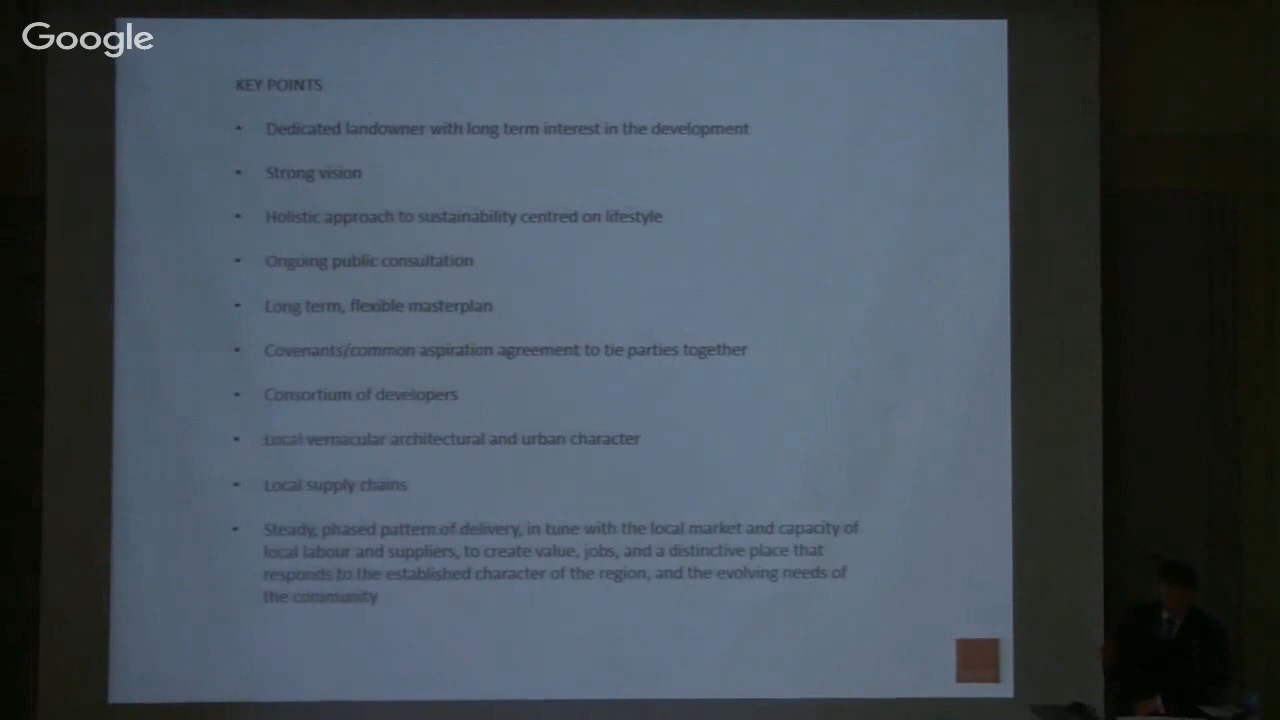 Google
KEY POINTS
• Dedicated landowner with long term interest in the development
• Strong vision
• Holistic approach to sustainability centred on lifestyle
• Ongoing public consultation
• Long term, flexible masterplan
• Covenants/common aspiration agreement to tie parties together
• Consortium of developers
• Local vernacular architectural and urban character
• Local supply chains
• Steady, phased pattern of delivery, in tune with the local market and capacity of
local labour and suppliers, to create value, jobs, and a distinctive place that
responds to the established character of the region, and the evolving needs of
the community